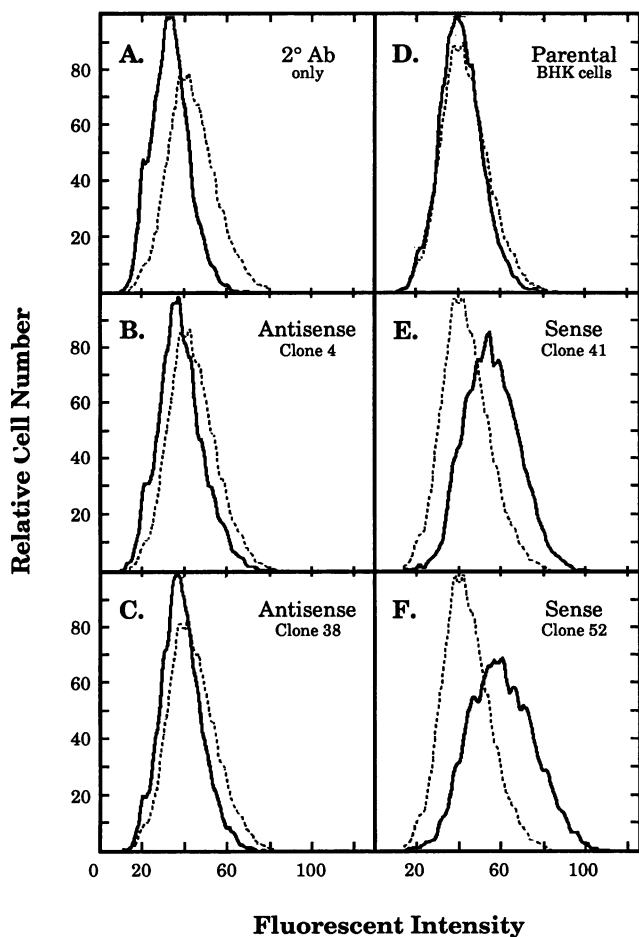 A.
2° Ab
only
80
60
40
20
D.
Parental
BHK cells
B.
Antisense
Clone 4
80
60
40
20
E.
Sense
Clone 41
C.
Antisense
Clone 38
80
60
40
20
F.
Sense
Clone 52
0 20 60 100 20 60 100
Relative Cell Number
Fluorescent Intensity